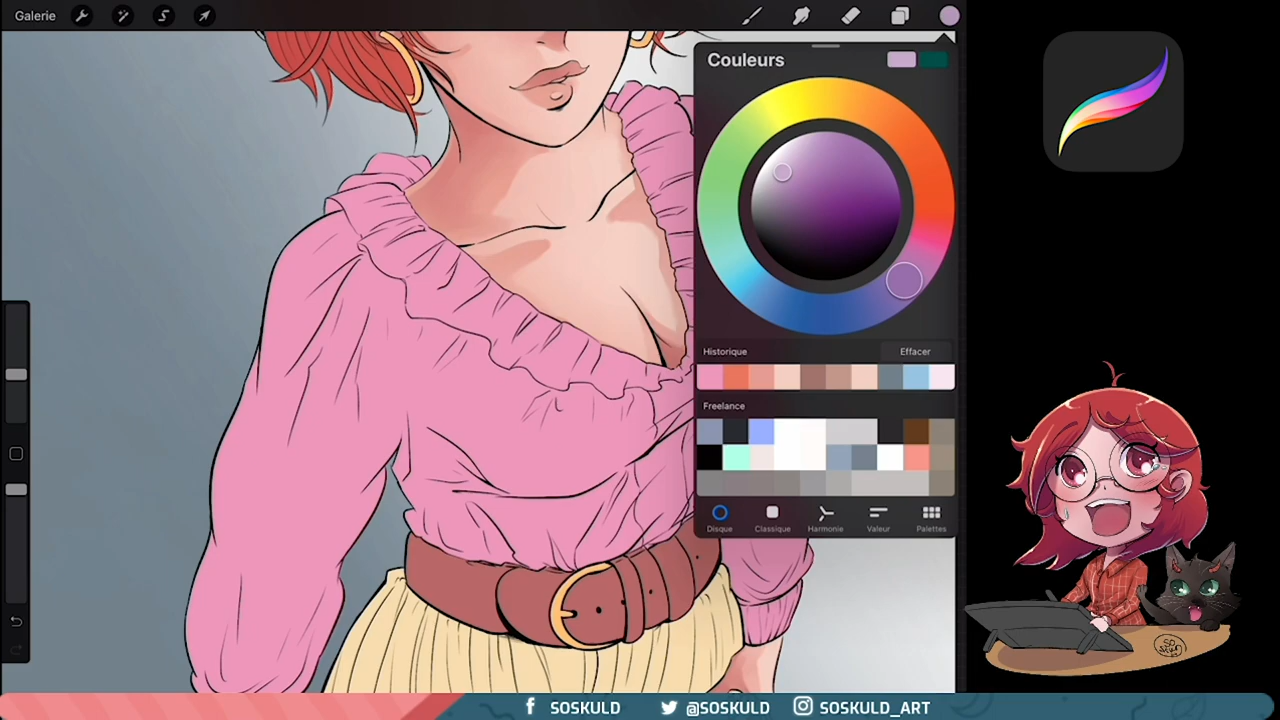 Galerie
Couleurs
Historique
Effacer
Freelance
Disque
Classique
Harmonie
Valeur
Palettes
SOSKULD
@SOSKULD
SOSKULD_ART